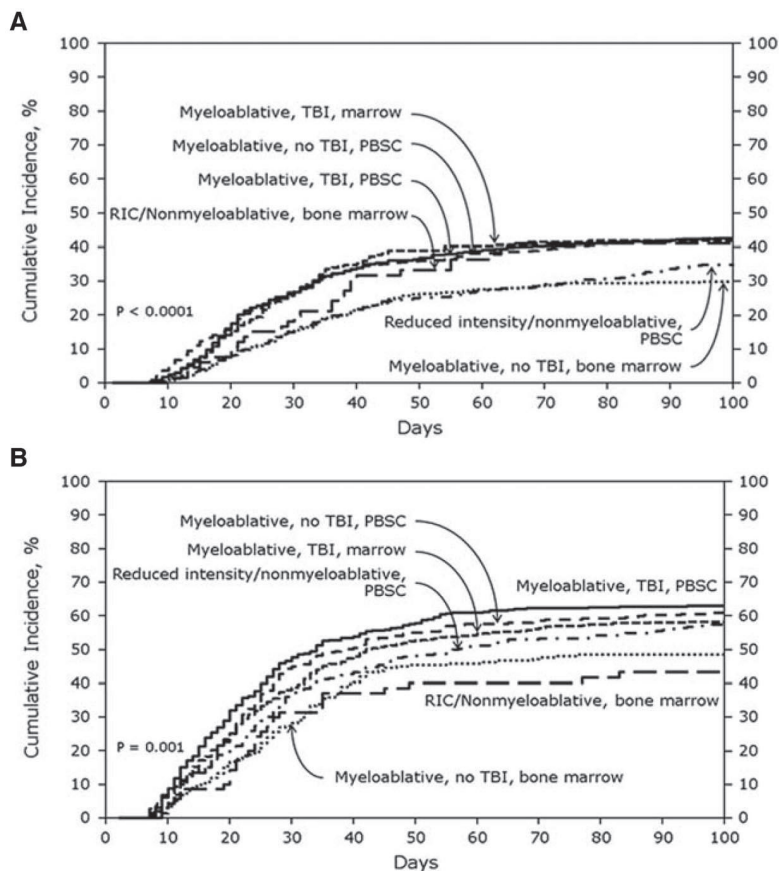 A
Cumulative Incidence, %
100
90
80
70
60
50
40
30
20
10
0
Myeloablative, TBI, marrow
Myeloablative, no TBI, PBSC
Myeloablative, TBI, PBSC
RIC/Nonmyeloablative, bone marrow
P < 0.0001
Reduced intensity/nonmyeloablative,
PBSC
Myeloablative, no TBI, bone marrow
100
90
80
70
60
50
40
30
20
10
0
0 10 20 30 40 50 60 70 80 90 100
Days
B
Cumulative Incidence, %
100
90
80
70
60
50
40
30
20
10
0
Myeloablative, no TBI, PBSC
Myeloablative, TBI, marrow
Reduced intensity/nonmyeloablative,
PBSC
Myeloablative, TBI, PBSC
RIC/Nonmyeloablative, bone marrow
P = 0.001
Myeloablative, no TBI, bone marrow
100
90
80
70
60
50
40
30
20
10
0
0 10 20 30 40 50 60 70 80 90 100
Days